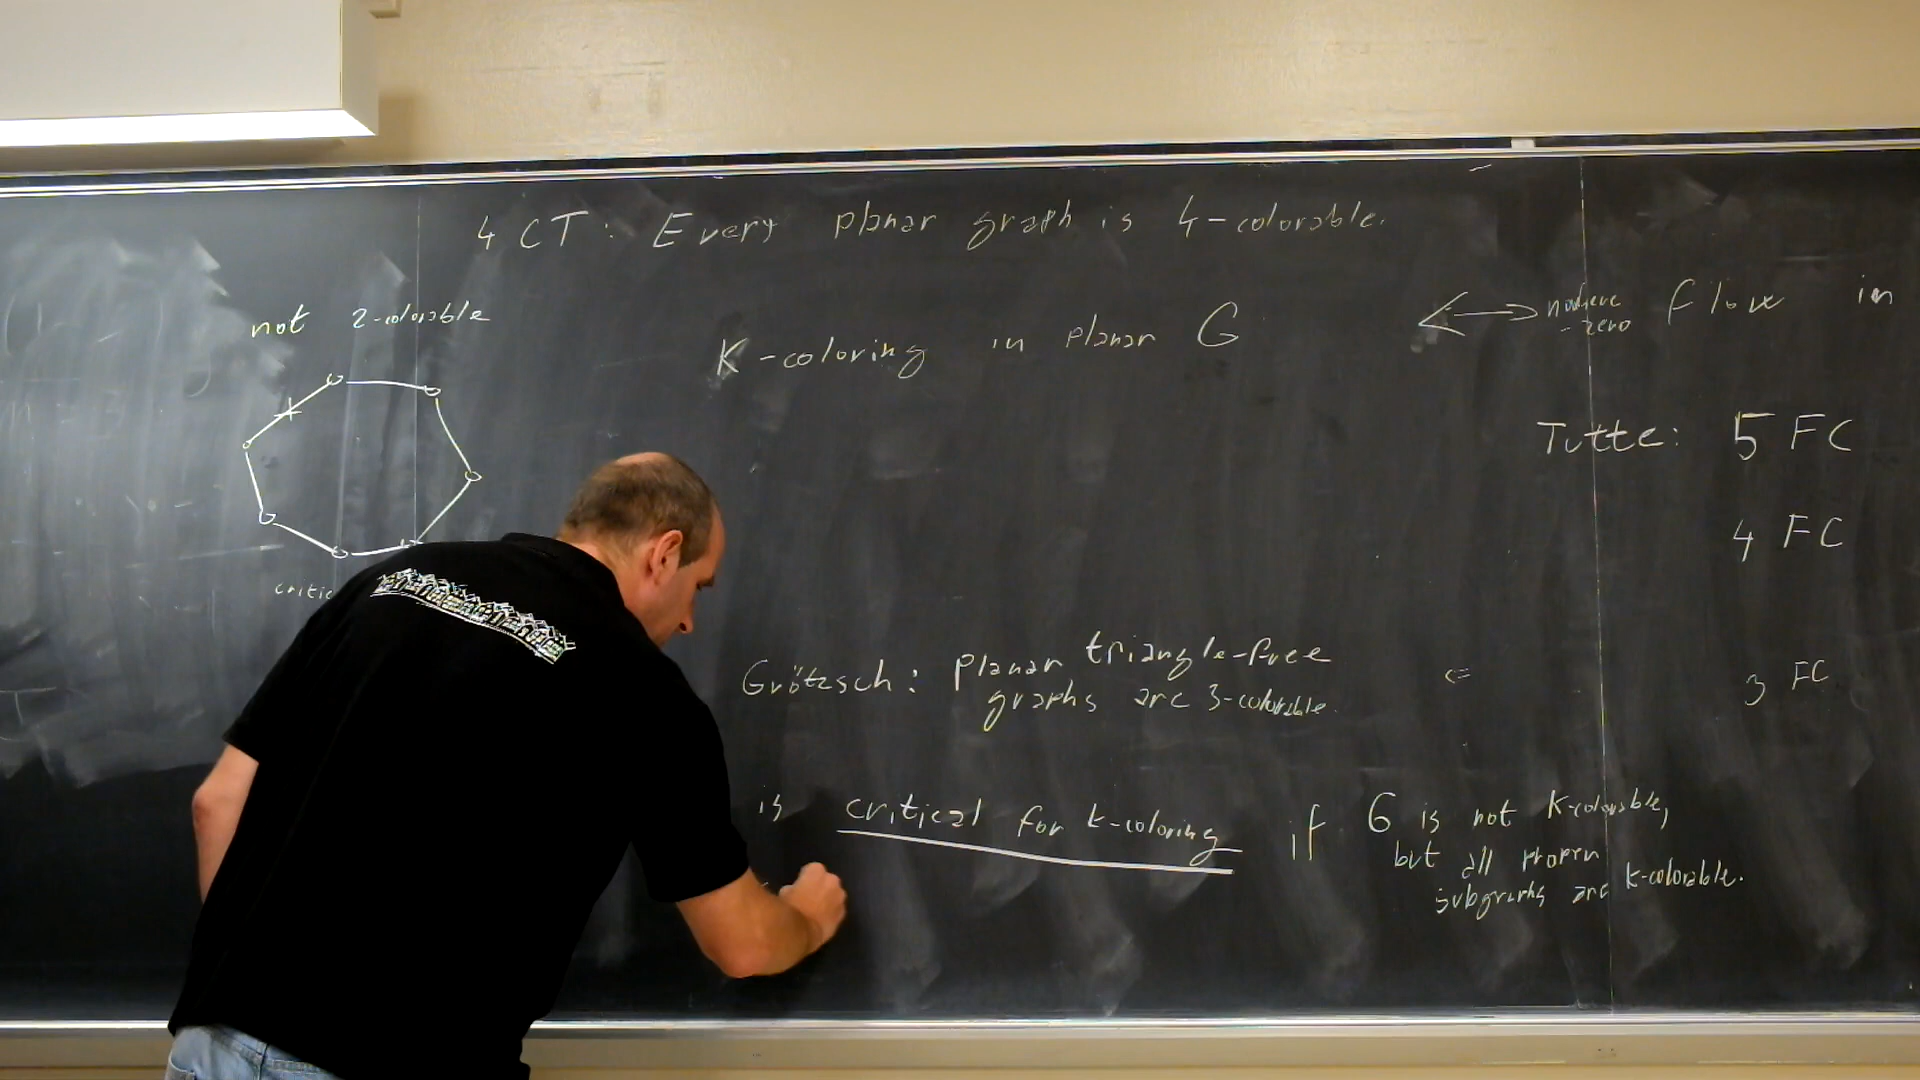 4 CT: Every planar graph is 4-colorable.
not 2-colorable
K-coloring in planar G
nowhere
-zero
flow in
Tutte: 5 FC
4 FC
Grötzsch: planar triangle-free
graphs are 3-colorable.
<=
3 FC
is critical for k-coloring if G is not K-colorable,
but all proper
subgraphs are k-colorable.